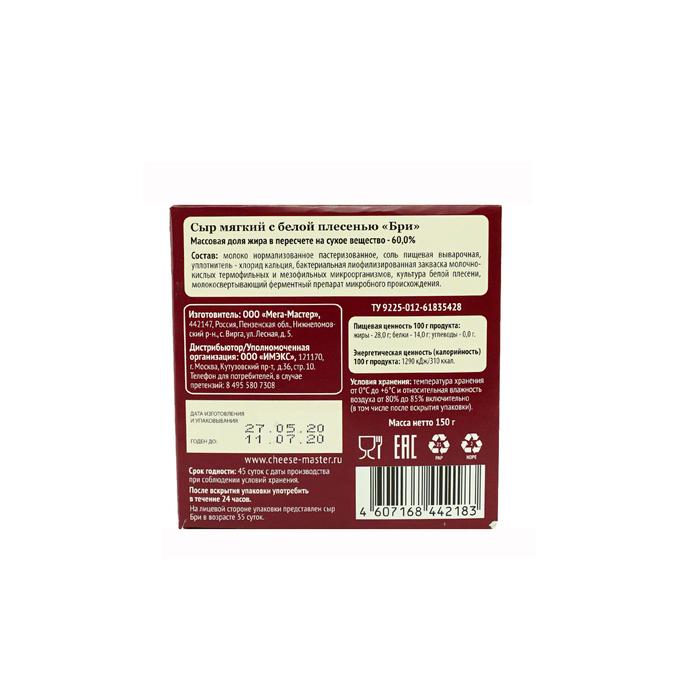 Сыр мягкий с белой плесенью «Бри»
Массовая доля жира в пересчете на сухое вещество - 60,0%
Состав: молоко нормализованное пастеризованное, соль пищевая выварочная,
уплотнитель - хлорид кальция, бактериальная лиофилизированная закваска молочно-
кислых термофильных и мезофильных микроорганизмов, культура белой плесени,
молокосвертывающий ферментный препарат микробного происхождения.
Изготовитель: ООО «Мега-Мастер»,
442147, Россия, Пензенская обл., Нижнеломов-
ский р-н., с. Вирга, ул.Лесная, д. 5.
Дистрибьютор/Уполномоченная
организация: ООО «ИМЭКС», 121170,
г. Москва, Кутузовский пр-т, д.36, стр. 10.
Телефон для потребителей, в случае
претензий: 8 495 580 7308
ДАТА ИЗГОТОВЛЕНИЯ
И УПАКОВЫВАНИЯ:
27.05.20
ГОДЕН ДО:
11.07.20
www.cheese-master.ru
Срок годности: 45 суток с даты производства
при соблюдении условий хранения.
После вскрытия упаковки употребить
в течение 24 часов.
На лицевой стороне упаковки представлен сыр
Бри в возрасте 35 суток.
ТУ 9225-012-61835428
Пищевая ценность 100 г продукта:
жиры - 28,0 г; белки - 14,0 г; углеводы - 0,0 г.
Энергетическая ценность (калорийность)
100 г продукта: 1290 кДж/310 ккал.
Условия хранения: температура хранения
от 0°С до +6°С и относительная влажность
воздуха от 80% до 85% включительно
(в том числе после вскрытия упаковки).
Масса нетто 150 г
EAC
21
PAP
2
HDPE
4 607168 442183